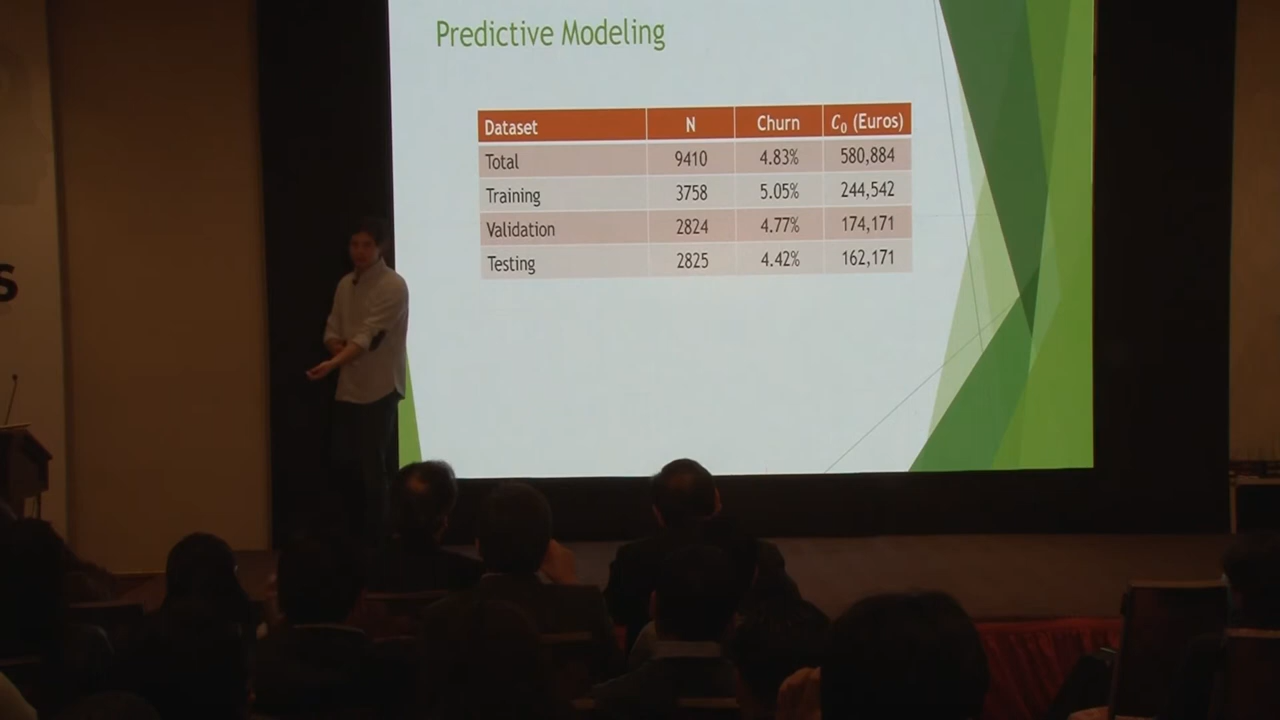 Predictive Modeling
Dataset N Churn C₀ (Euros)
Total 9410 4.83% 580,884
Training 3758 5.05% 244,542
Validation 2824 4.77% 174,171
Testing 2825 4.42% 162,171
s